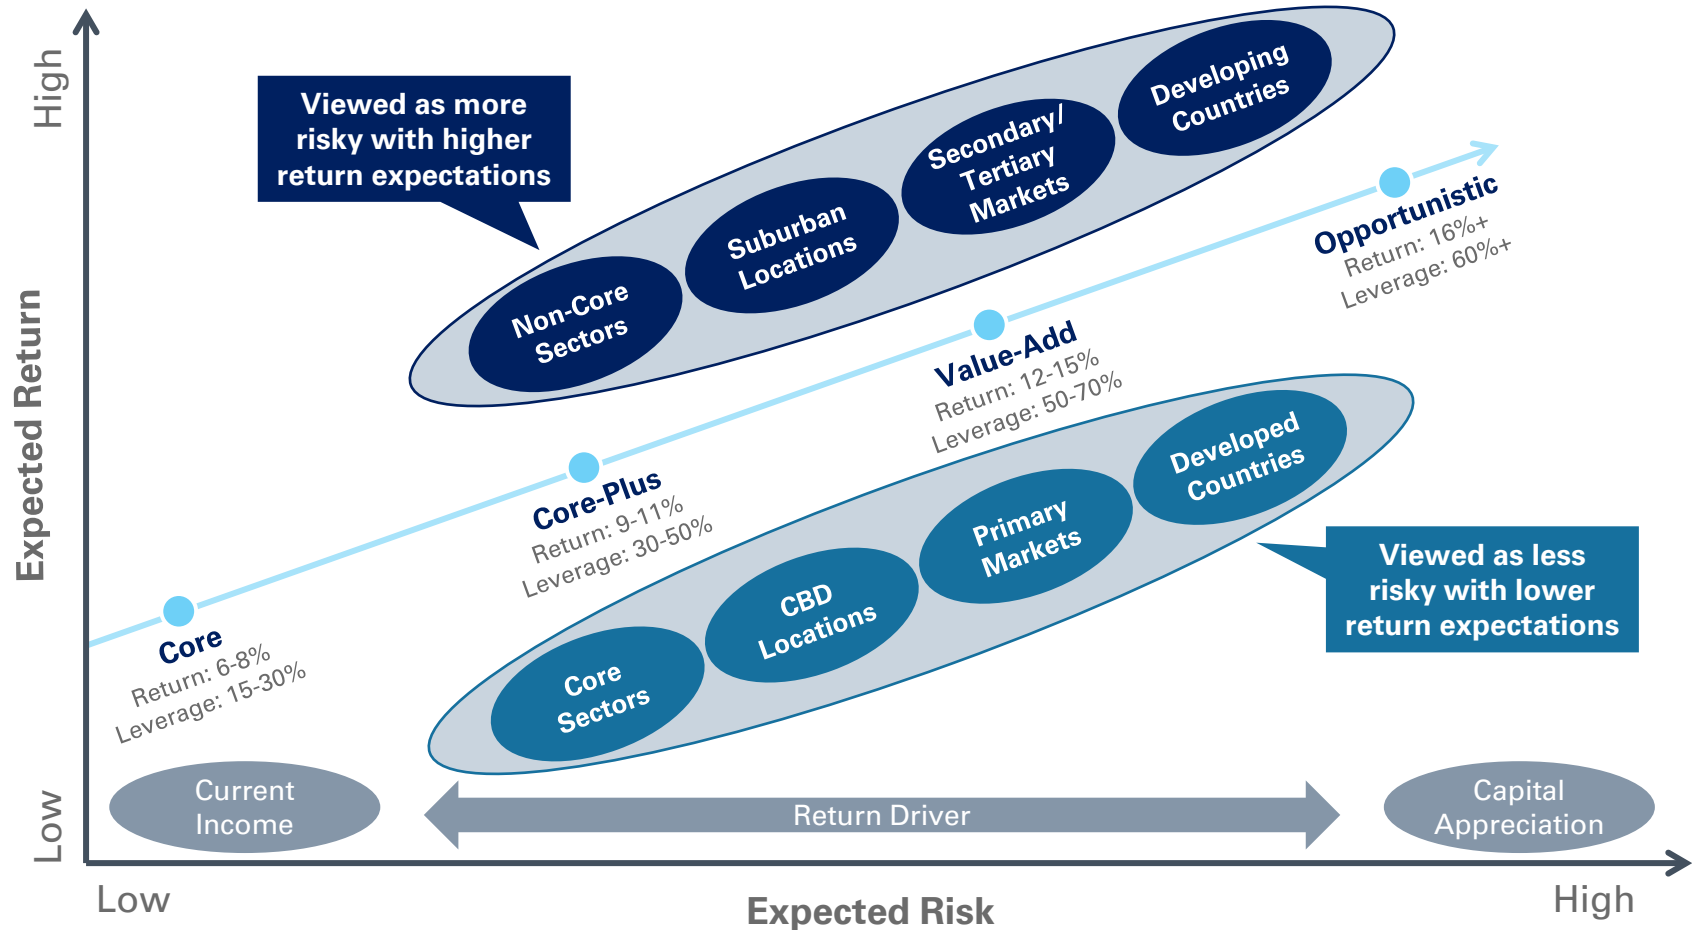 High
Expected Return
Low
Viewed as more
risky with higher
return expectations
Developing
Countries
Secondary/
Tertiary
Markets
Suburban
Locations
Non-Core
Sectors
Opportunistic
Return: 16%+
Leverage: 60%+
Value-Add
Return: 12-15%
Leverage: 50-70%
Core-Plus
Return: 9-11%
Leverage: 30-50%
Core
Return: 6-8%
Leverage: 15-30%
Developed
Countries
Primary
Markets
CBD
Locations
Core
Sectors
Viewed as less
risky with lower
return expectations
Current
Income
Return Driver
Capital
Appreciation
Low
Expected Risk
High